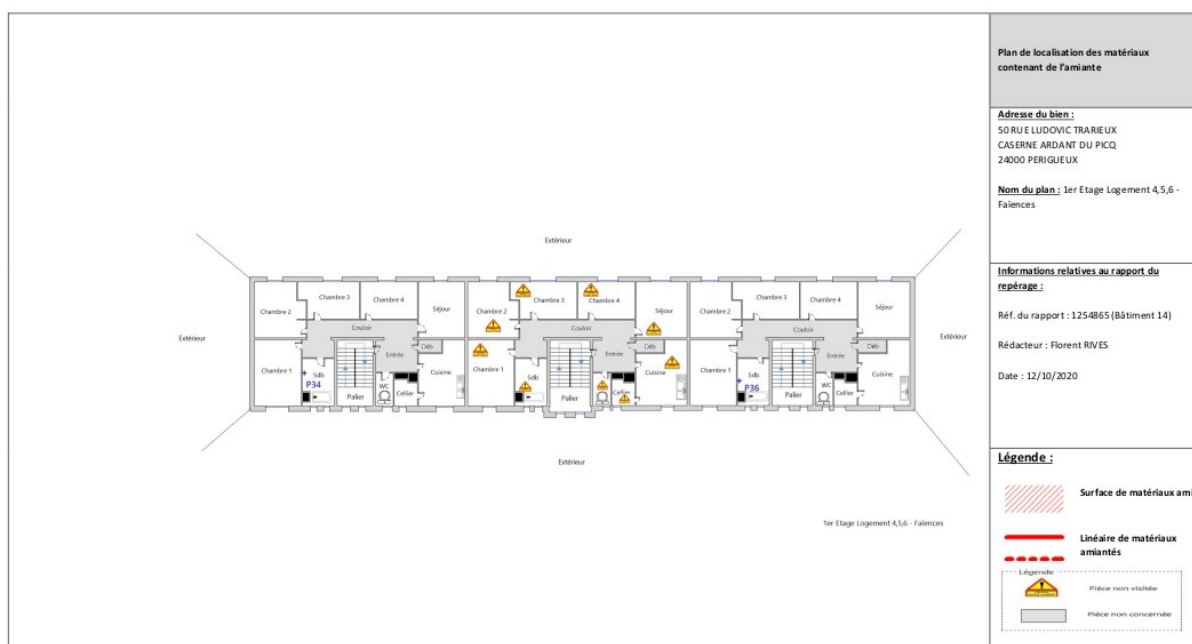 Plan de localisation des matériaux
contenant de l'amiante
Adresse du bien :
50 RUE LUDOVIC TRARIEUX
CASERNE ARDANT DU PICQ
24000 PERIGUEUX
Nom du plan : 1er Etage Logement 4,5,6 -
Faïences
Informations relatives au rapport du
repérage :
Réf. du rapport : 1254865 (Bâtiment 14)
Rédacteur : Florent RIVES
Date : 12/10/2020
Légende :
Surface de matériaux ami
Linéaire de matériaux
amiantés
Légende
Pièce non visitée
Pièce non concernée
Extérieur
Extérieur
Extérieur
Extérieur
Chambre 2
Chambre 3
Chambre 4
Séjour
Couloir
Chambre 1
Sdb
P34
Palier
Entrée
WC
Déb
Cellier
Cuisine
Chambre 2
Chambre 3
Chambre 4
Séjour
Couloir
Chambre 1
Sdb
Palier
Entrée
Déb
Cellier
Cuisine
Chambre 2
Chambre 3
Chambre 4
Séjour
Couloir
Chambre 1
Sdb
P36
Palier
Entrée
WC
Déb
Cellier
Cuisine
1er Etage Logement 4,5,6 - Faïences